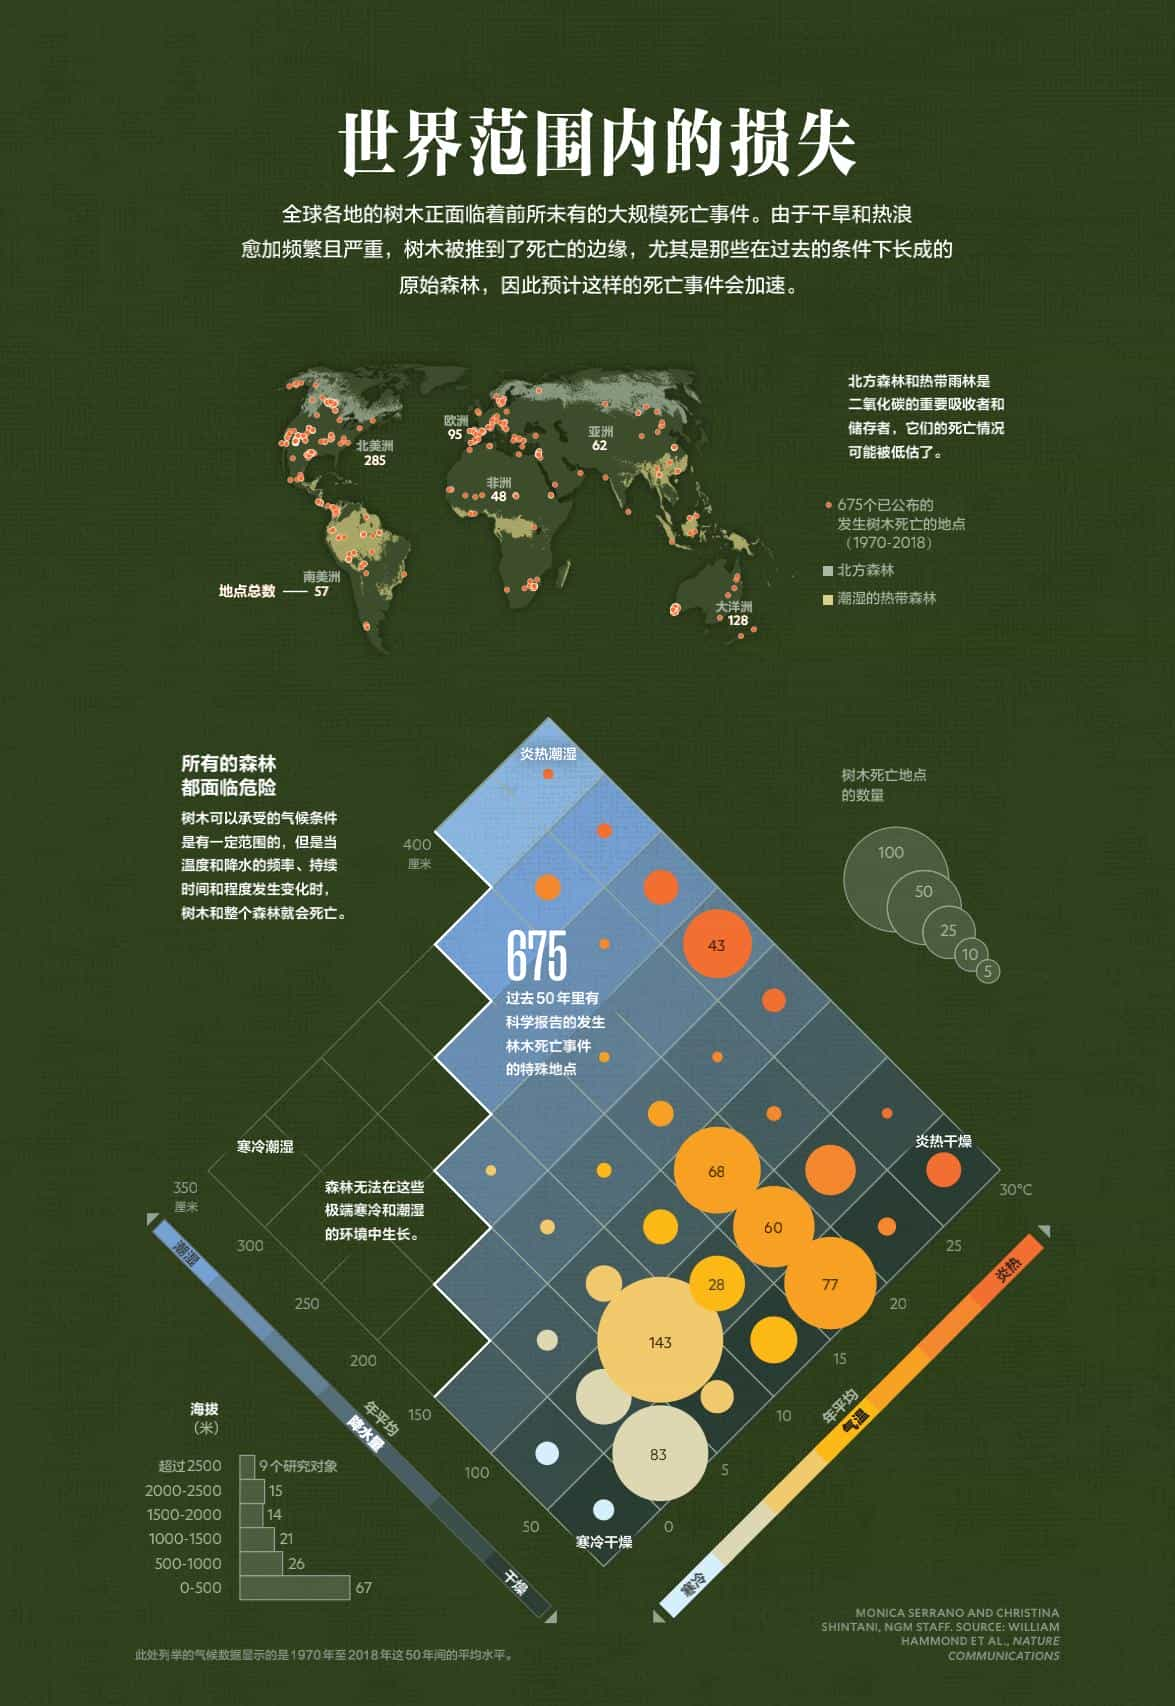 世界范围内的损失
全球各地的树木正面临着前所未有的大规模死亡事件。由于干旱和热浪
愈加频繁且严重，树木被推到了死亡的边缘，尤其是那些在过去的条件下长成的
原始森林，因此预计这样的死亡事件会加速。
北方森林和热带雨林是
二氧化碳的重要吸收者和
储存者，它们的死亡情况
可能被低估了。
欧洲
95
亚洲
62
北美洲
285
非洲
48
南美洲
地点总数 57
大洋洲
128
675个已公布的
发生树木死亡的地点
（1970-2018）
北方森林
潮湿的热带森林
所有的森林
都面临危险
树木可以承受的气候条件
是有一定范围的，但是当
温度和降水的频率、持续
时间和程度发生变化时，
树木和整个森林就会死亡。
炎热潮湿
树木死亡地点
的数量
100
50
25
10
5
400
厘米
43
675
过去50年里有
科学报告的发生
林木死亡事件
的特殊地点
寒冷潮湿
炎热干燥
森林无法在这些
极端寒冷和潮湿
的环境中生长。
68
60
28
77
143
83
寒冷干燥
350
厘米
300
250
200
150
100
50
潮湿
年平均
降水量
干燥
30°C
25
20
15
10
5
0
炎热
年平均
气温
寒冷
海拔
（米）
超过2500 9个研究对象
2000-2500 15
1500-2000 14
1000-1500 21
500-1000 26
0-500 67
MONICA SERRANO AND CHRISTINA
SHINTANI, NGM STAFF. SOURCE: WILLIAM
HAMMOND ET AL., NATURE
COMMUNICATIONS
此处列举的气候数据显示的是1970年至2018年这50年间的平均水平。